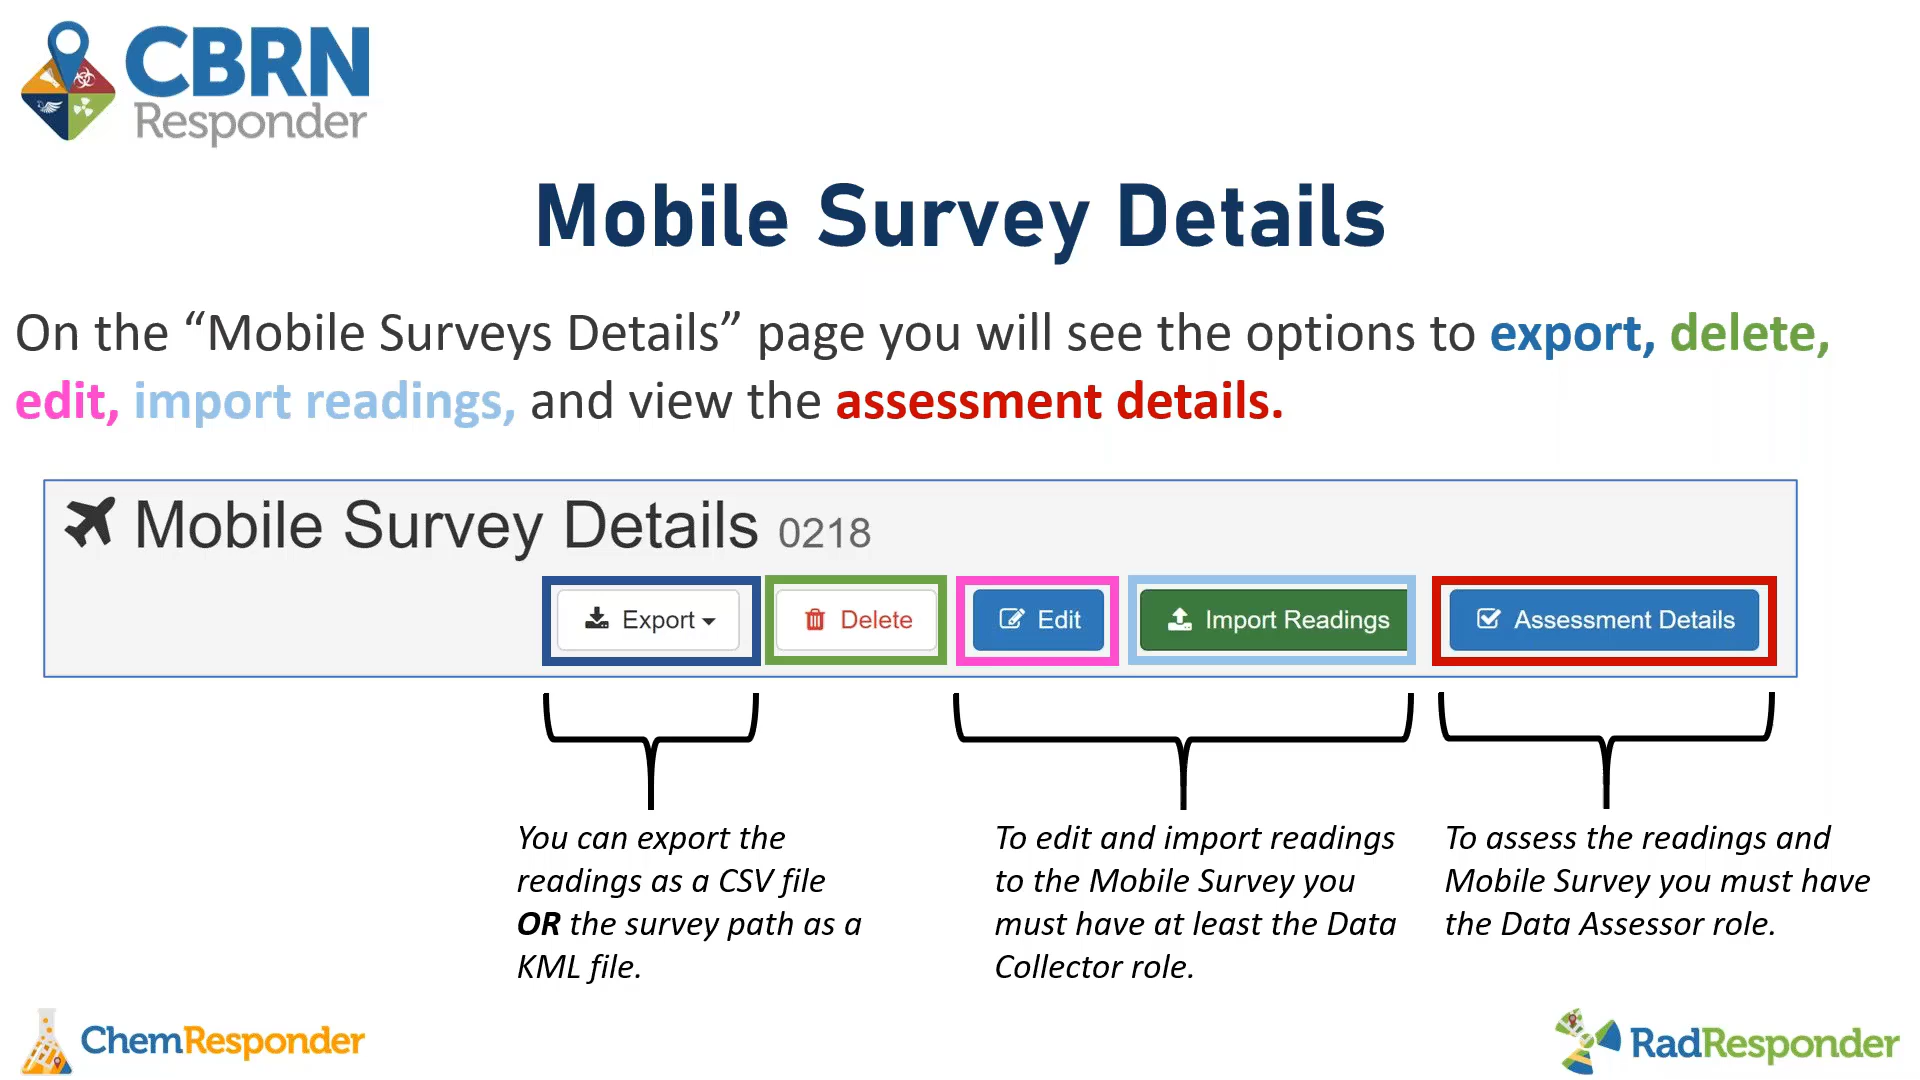 CBRN
Responder
Mobile Survey Details
On the “Mobile Surveys Details” page you will see the options to export, delete,
edit, import readings, and view the assessment details.
Mobile Survey Details 0218
Export Delete Edit Import Readings Assessment Details
You can export the
readings as a CSV file
OR the survey path as a
KML file.
To edit and import readings
to the Mobile Survey you
must have at least the Data
Collector role.
To assess the readings and
Mobile Survey you must have
the Data Assessor role.
ChemResponder
RadResponder